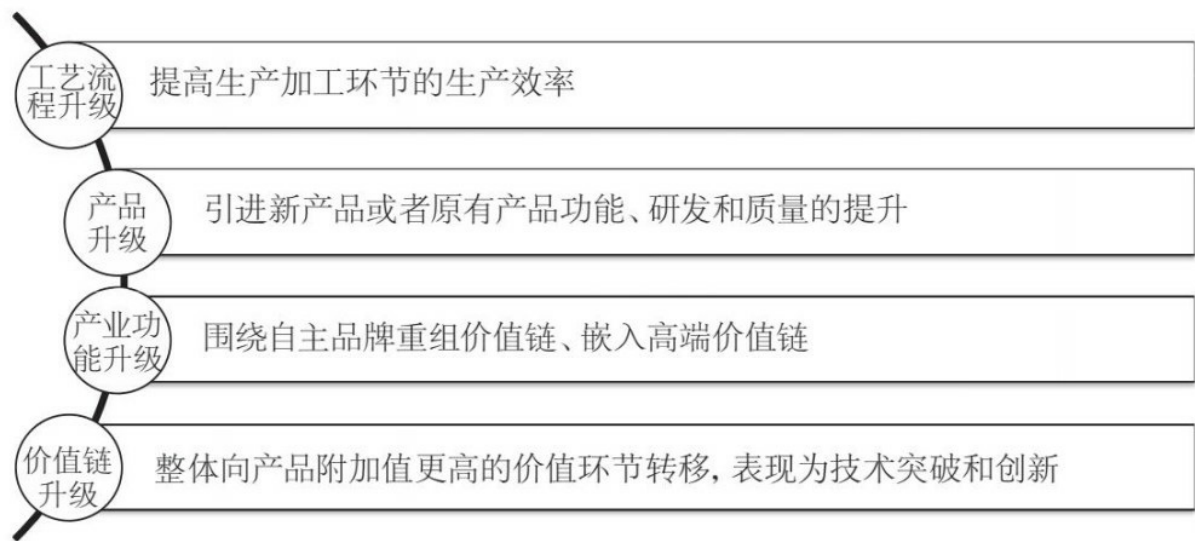 工艺流
程升级
提高生产加工环节的生产效率
产品
升级
引进新产品或者原有产品功能、研发和质量的提升
产业功
能升级
围绕自主品牌重组价值链、嵌入高端价值链
价值链
升级
整体向产品附加值更高的价值环节转移,表现为技术突破和创新